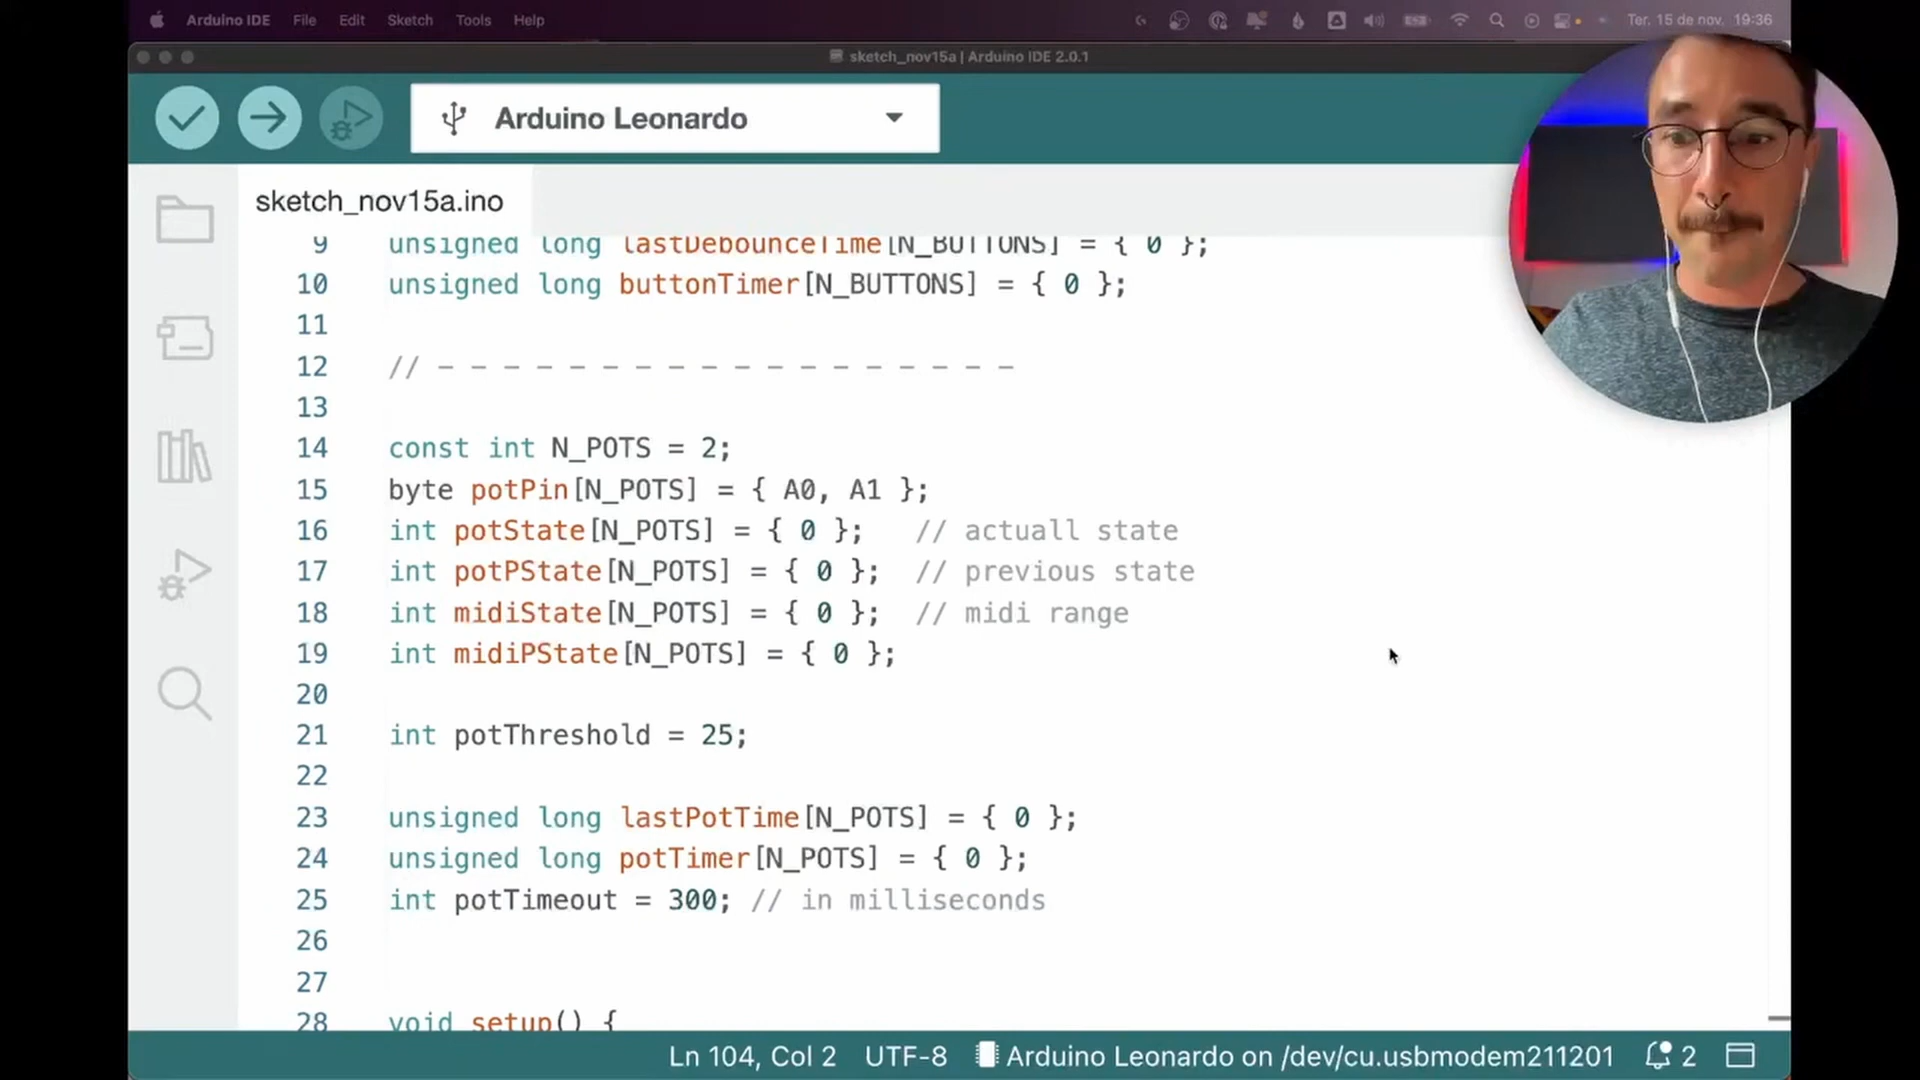 Arduino IDE File Edit Sketch Tools Help Ter. 15 de nov. 19:36
sketch_nov15a | Arduino IDE 2.0.1
Arduino Leonardo
sketch_nov15a.ino
9 unsigned long lastDebounceTime[N_BUTTONS] = { 0 };
10 unsigned long buttonTimer[N_BUTTONS] = { 0 };
11
12 // - - - - - - - - - - - - - - - - - -
13
14 const int N_POTS = 2;
15 byte potPin[N_POTS] = { A0, A1 };
16 int potState[N_POTS] = { 0 }; // actuall state
17 int potPState[N_POTS] = { 0 }; // previous state
18 int midiState[N_POTS] = { 0 }; // midi range
19 int midiPState[N_POTS] = { 0 };
20
21 int potThreshold = 25;
22
23 unsigned long lastPotTime[N_POTS] = { 0 };
24 unsigned long potTimer[N_POTS] = { 0 };
25 int potTimeout = 300; // in milliseconds
26
27
28 void setup() {
Ln 104, Col 2 UTF-8 Arduino Leonardo on /dev/cu.usbmodem211201 2